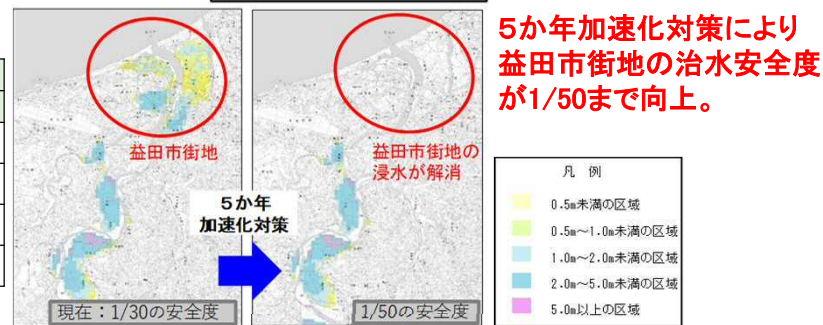 益田市街地
現在：1/30の安全度
5か年
加速化対策
益田市街地の
浸水が解消
1/50の安全度
５か年加速化対策により
益田市街地の治水安全度
が1/50まで向上。
凡 例
0.5m未満の区域
0.5m～1.0m未満の区域
1.0m～2.0m未満の区域
2.0m～5.0m未満の区域
5.0m以上の区域